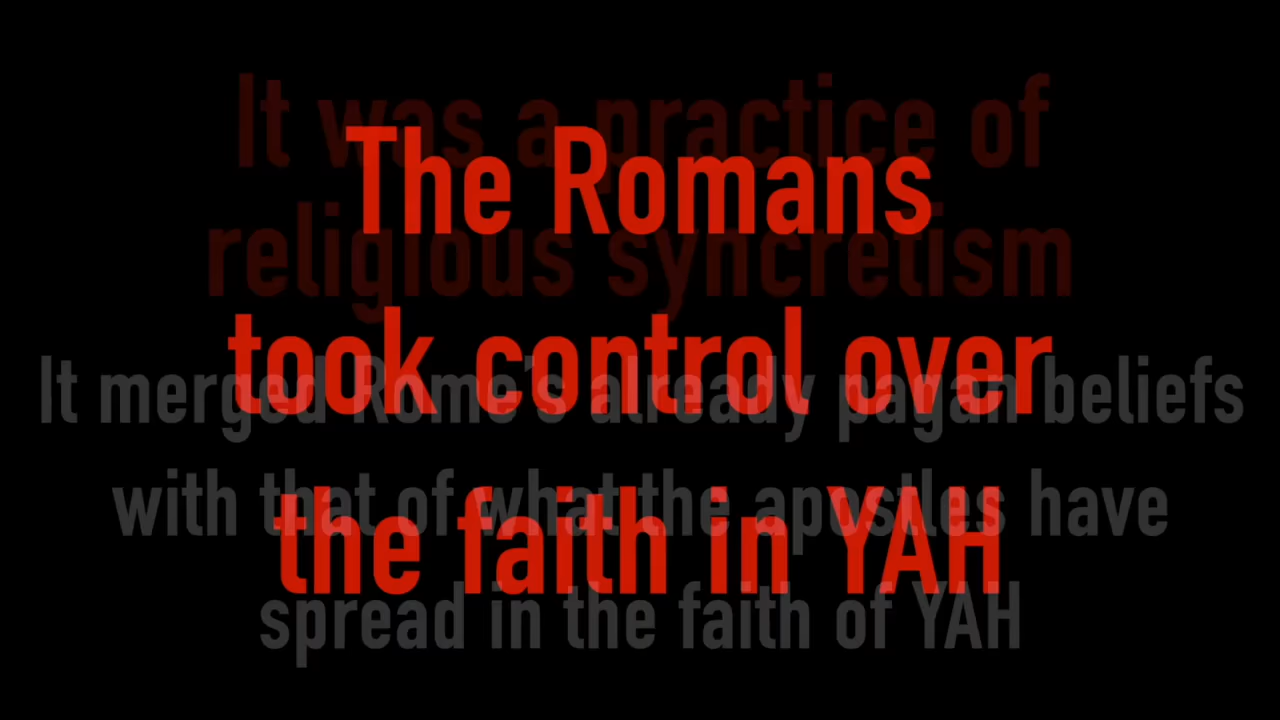 It was a practice of
The Romans
religious syncretism
took control over
It merged Rome's already pagan beliefs
with that of what the apostles have
the faith in YAH
spread in the faith of YAH